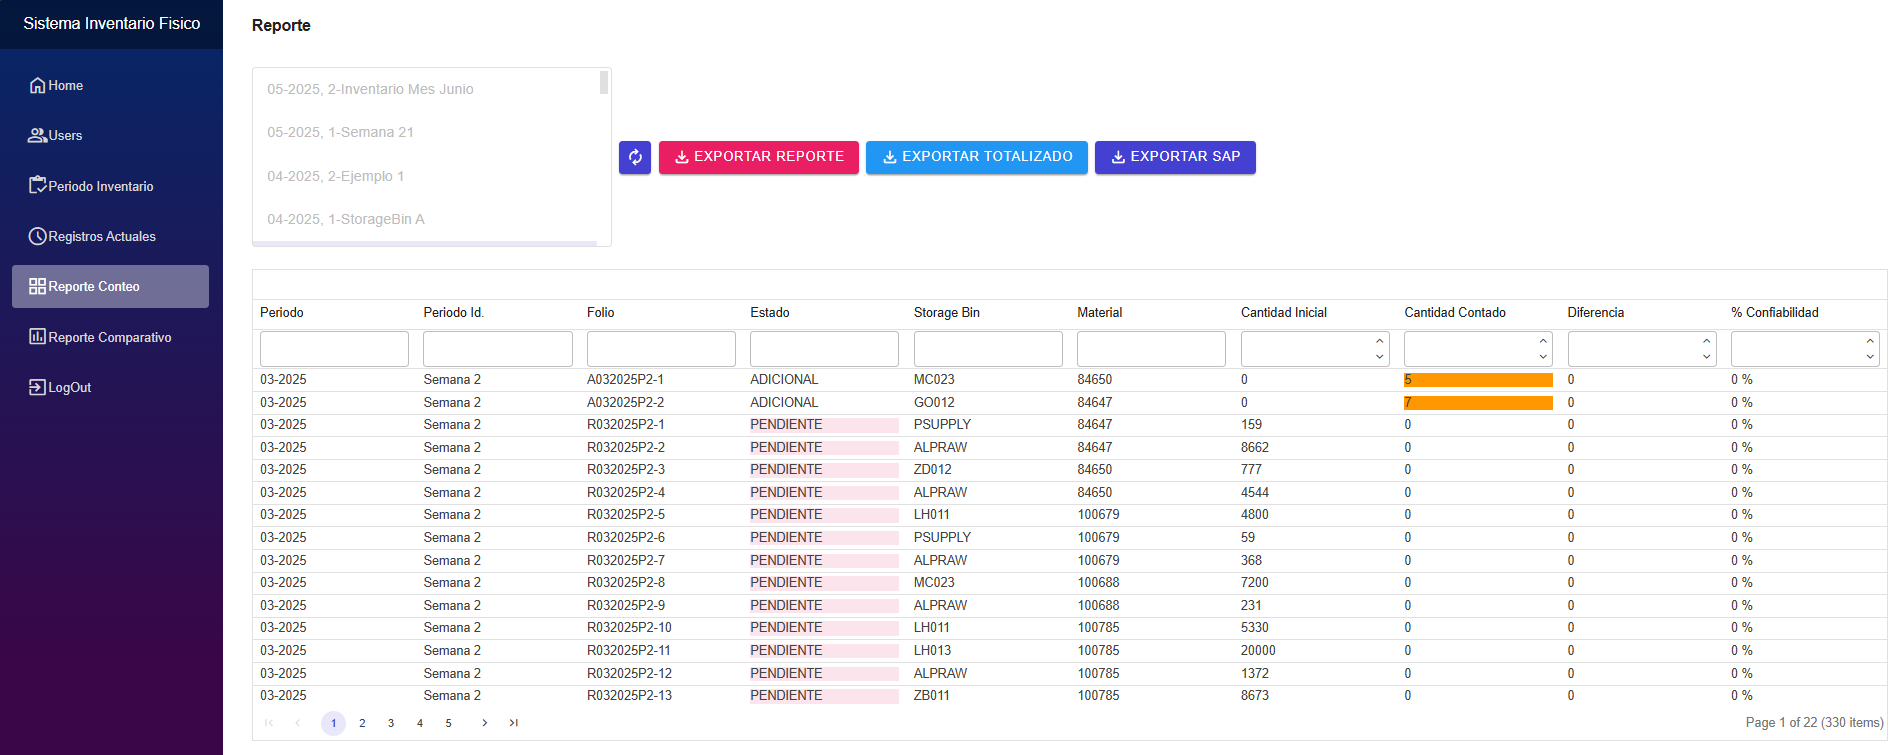 Sistema Inventario Fisico
Home
Users
Periodo Inventario
Registros Actuales
Reporte Conteo
Reporte Comparativo
LogOut
Reporte
05-2025, 2-Inventario Mes Junio
05-2025, 1-Semana 21
04-2025, 2-Ejemplo 1
04-2025, 1-StorageBin A
EXPORTAR REPORTE EXPORTAR TOTALIZADO EXPORTAR SAP
Periodo Periodo Id. Folio Estado Storage Bin Material Cantidad Inicial Cantidad Contado Diferencia % Confiabilidad
03-2025 Semana 2 A032025P2-1 ADICIONAL MC023 84650 0 5 0 0 %
03-2025 Semana 2 A032025P2-2 ADICIONAL GO012 84647 0 7 0 0 %
03-2025 Semana 2 R032025P2-1 PENDIENTE PSUPPLY 84647 159 0 0 0 %
03-2025 Semana 2 R032025P2-2 PENDIENTE ALPRAW 84647 8662 0 0 0 %
03-2025 Semana 2 R032025P2-3 PENDIENTE ZD012 84650 777 0 0 0 %
03-2025 Semana 2 R032025P2-4 PENDIENTE ALPRAW 84650 4544 0 0 0 %
03-2025 Semana 2 R032025P2-5 PENDIENTE LH011 100679 4800 0 0 0 %
03-2025 Semana 2 R032025P2-6 PENDIENTE PSUPPLY 100679 59 0 0 0 %
03-2025 Semana 2 R032025P2-7 PENDIENTE ALPRAW 100679 368 0 0 0 %
03-2025 Semana 2 R032025P2-8 PENDIENTE MC023 100688 7200 0 0 0 %
03-2025 Semana 2 R032025P2-9 PENDIENTE ALPRAW 100688 231 0 0 0 %
03-2025 Semana 2 R032025P2-10 PENDIENTE LH011 100785 5330 0 0 0 %
03-2025 Semana 2 R032025P2-11 PENDIENTE LH013 100785 20000 0 0 0 %
03-2025 Semana 2 R032025P2-12 PENDIENTE ALPRAW 100785 1372 0 0 0 %
03-2025 Semana 2 R032025P2-13 PENDIENTE ZB011 100785 8673 0 0 0 %
1 2 3 4 5 Page 1 of 22 (330 items)